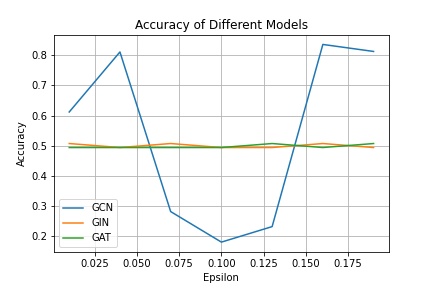 Accuracy of Different Models
Accuracy
0.8
0.7
0.6
0.5
0.4
0.3
0.2
GCN
GIN
GAT
0.025 0.050 0.075 0.100 0.125 0.150 0.175
Epsilon